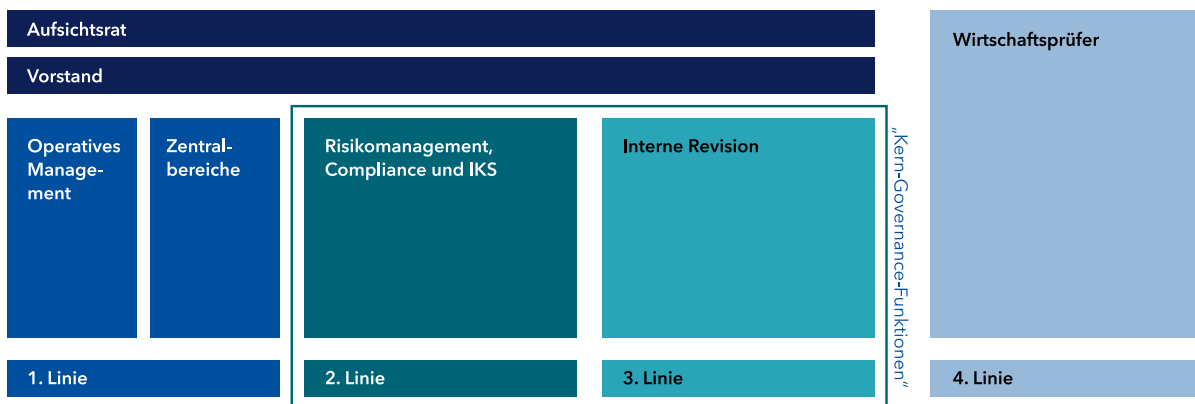 Aufsichtsrat
Vorstand
Operatives
Manage-
ment
Zentral-
bereiche
Risikomanagement,
Compliance und IKS
Interne Revision
„Kern-Governance-Funktionen“
Wirtschaftsprüfer
1. Linie
2. Linie
3. Linie
4. Linie